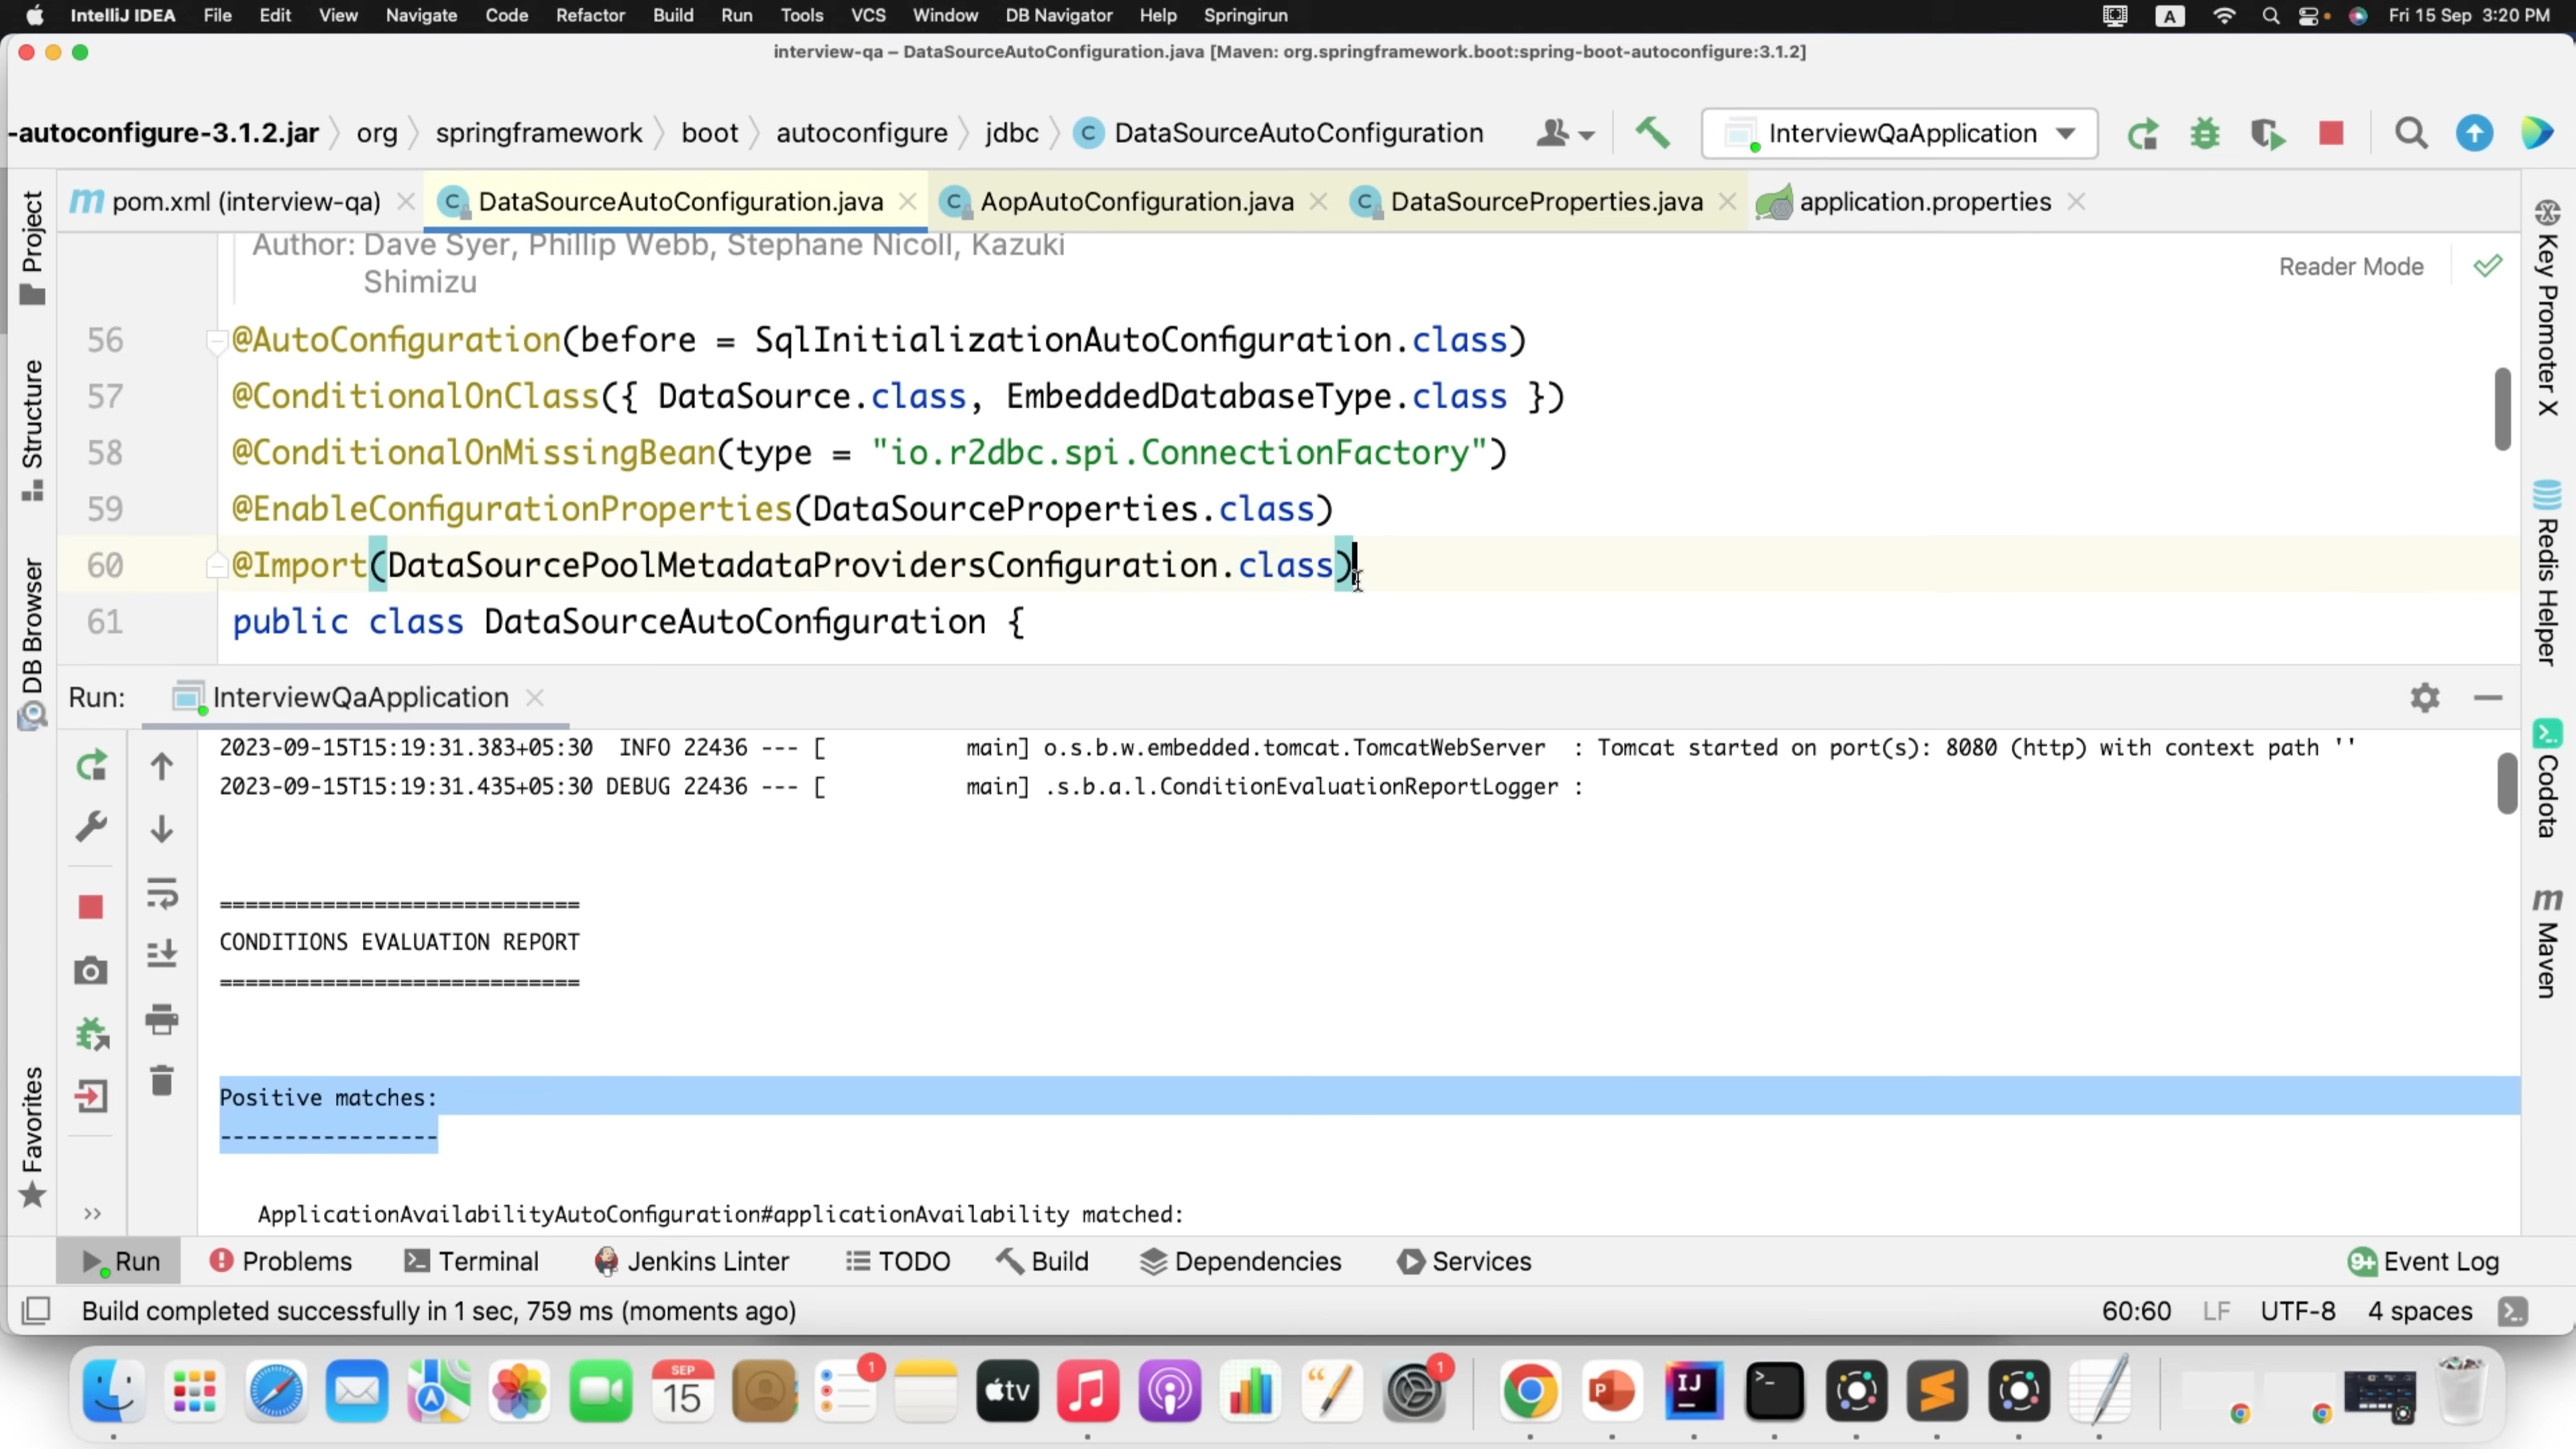 IntelliJ IDEA File Edit View Navigate Code Refactor Build Run Tools VCS Window DB Navigator Help Springirun A Fri 15 Sep 3:20 PM
interview-qa – DataSourceAutoConfiguration.java [Maven: org.springframework.boot:spring-boot-autoconfigure:3.1.2]
-autoconfigure-3.1.2.jar org springframework boot autoconfigure jdbc C DataSourceAutoConfiguration InterviewQaApplication
m pom.xml (interview-qa) C DataSourceAutoConfiguration.java C AopAutoConfiguration.java C DataSourceProperties.java application.properties
Project
Structure
DB Browser
Favorites
Author: Dave Syer, Phillip Webb, Stephane Nicoll, Kazuki
Shimizu
Reader Mode
56 @AutoConfiguration(before = SqlInitializationAutoConfiguration.class)
57 @ConditionalOnClass({ DataSource.class, EmbeddedDatabaseType.class })
58 @ConditionalOnMissingBean(type = "io.r2dbc.spi.ConnectionFactory")
59 @EnableConfigurationProperties(DataSourceProperties.class)
60 @Import(DataSourcePoolMetadataProvidersConfiguration.class)
61 public class DataSourceAutoConfiguration {
Key Promoter X
Redis Helper
Codota
m Maven
Run: InterviewQaApplication
2023-09-15T15:19:31.383+05:30  INFO 22436 --- [           main] o.s.b.w.embedded.tomcat.TomcatWebServer  : Tomcat started on port(s): 8080 (http) with context path ''
2023-09-15T15:19:31.435+05:30 DEBUG 22436 --- [           main] .s.b.a.l.ConditionEvaluationReportLogger :
============================
CONDITIONS EVALUATION REPORT
============================
Positive matches:
-----------------
ApplicationAvailabilityAutoConfiguration#applicationAvailability matched:
Run Problems Terminal Jenkins Linter TODO Build Dependencies Services 9+ Event Log
Build completed successfully in 1 sec, 759 ms (moments ago) 60:60 LF UTF-8 4 spaces
SEP
15
1
tv
1
P
IJ